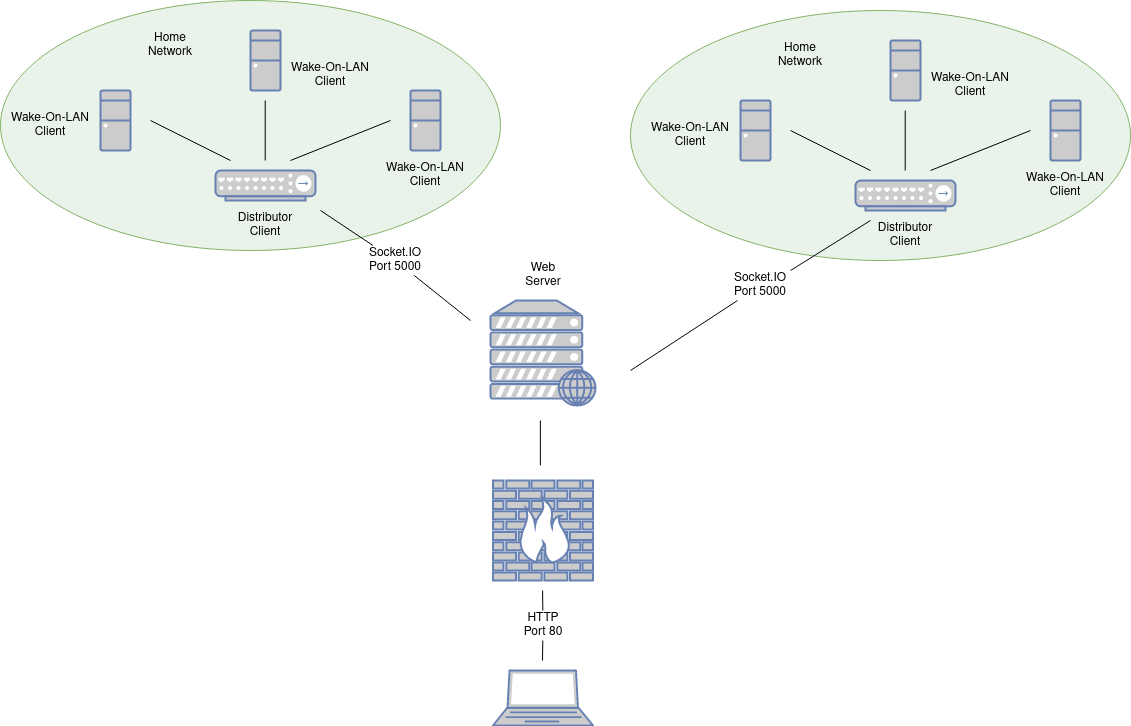 Home
Network
Wake-On-LAN
Client
Wake-On-LAN
Client
Wake-On-LAN
Client
Distributor
Client
Socket.IO
Port 5000
Home
Network
Wake-On-LAN
Client
Wake-On-LAN
Client
Wake-On-LAN
Client
Distributor
Client
Socket.IO
Port 5000
Web
Server
HTTP
Port 80